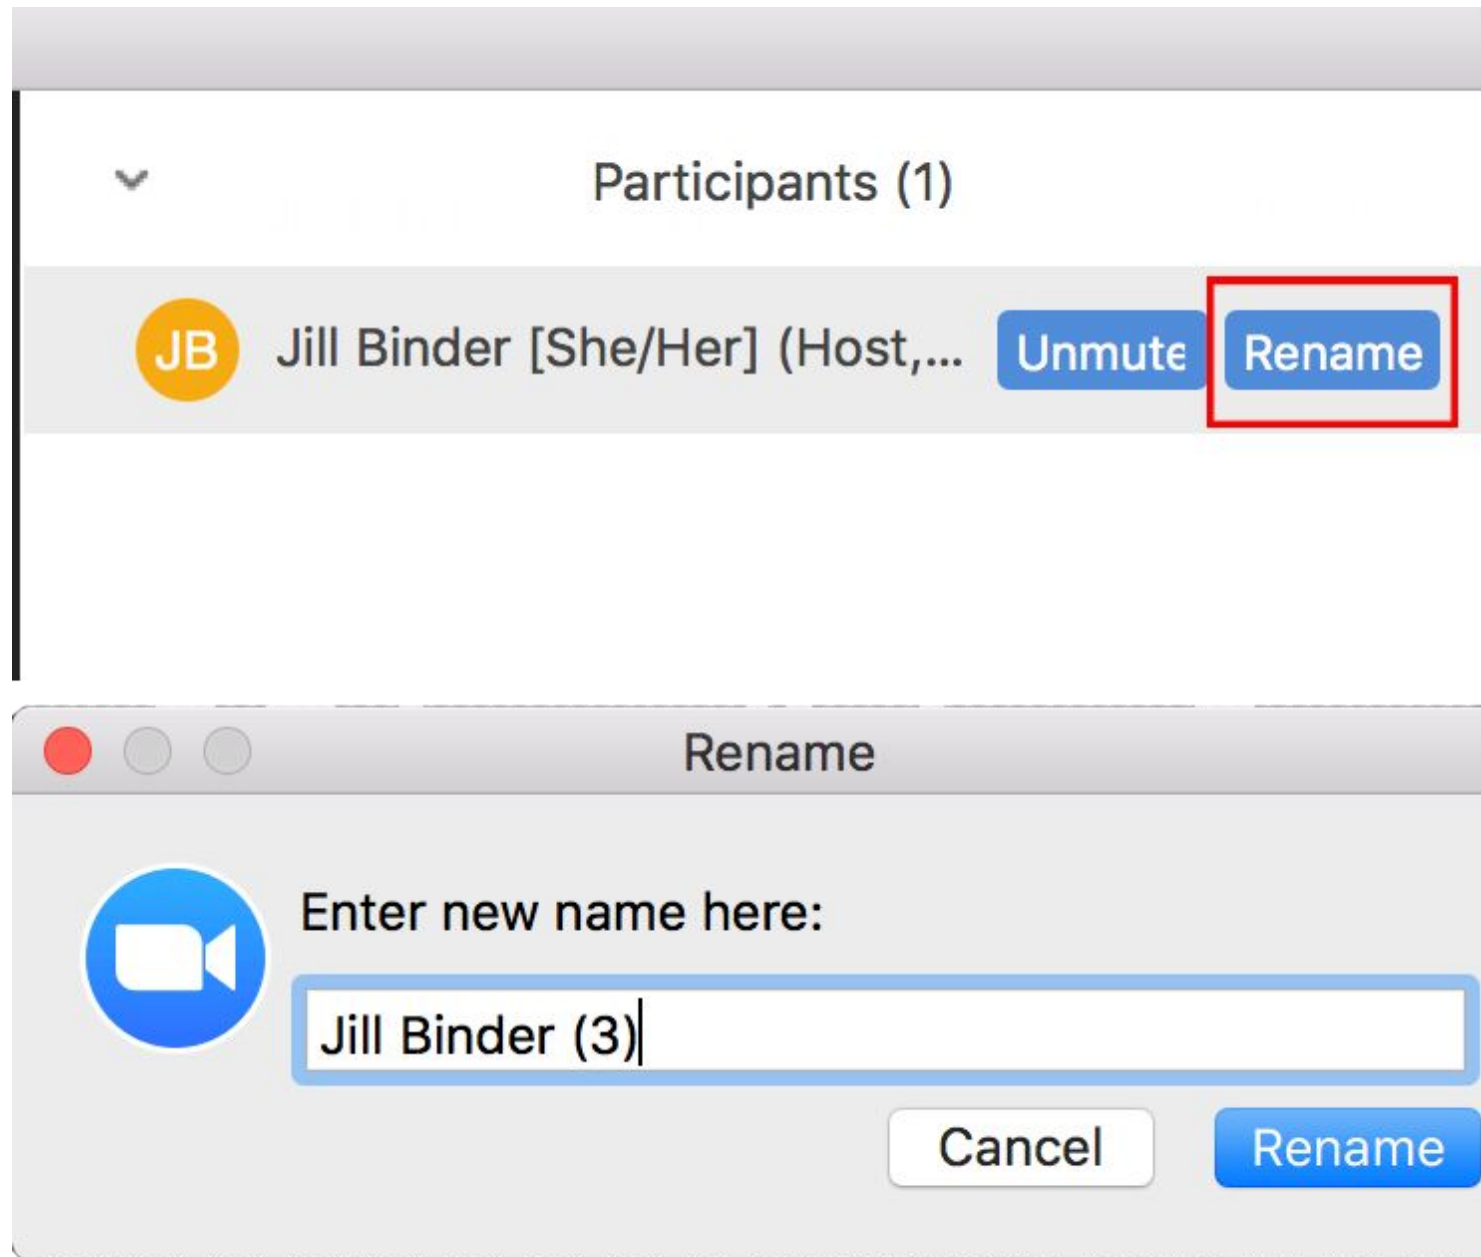 Participants (1)
JB Jill Binder [She/Her] (Host,... Unmute Rename
Rename
Enter new name here:
Jill Binder (3)
Cancel Rename